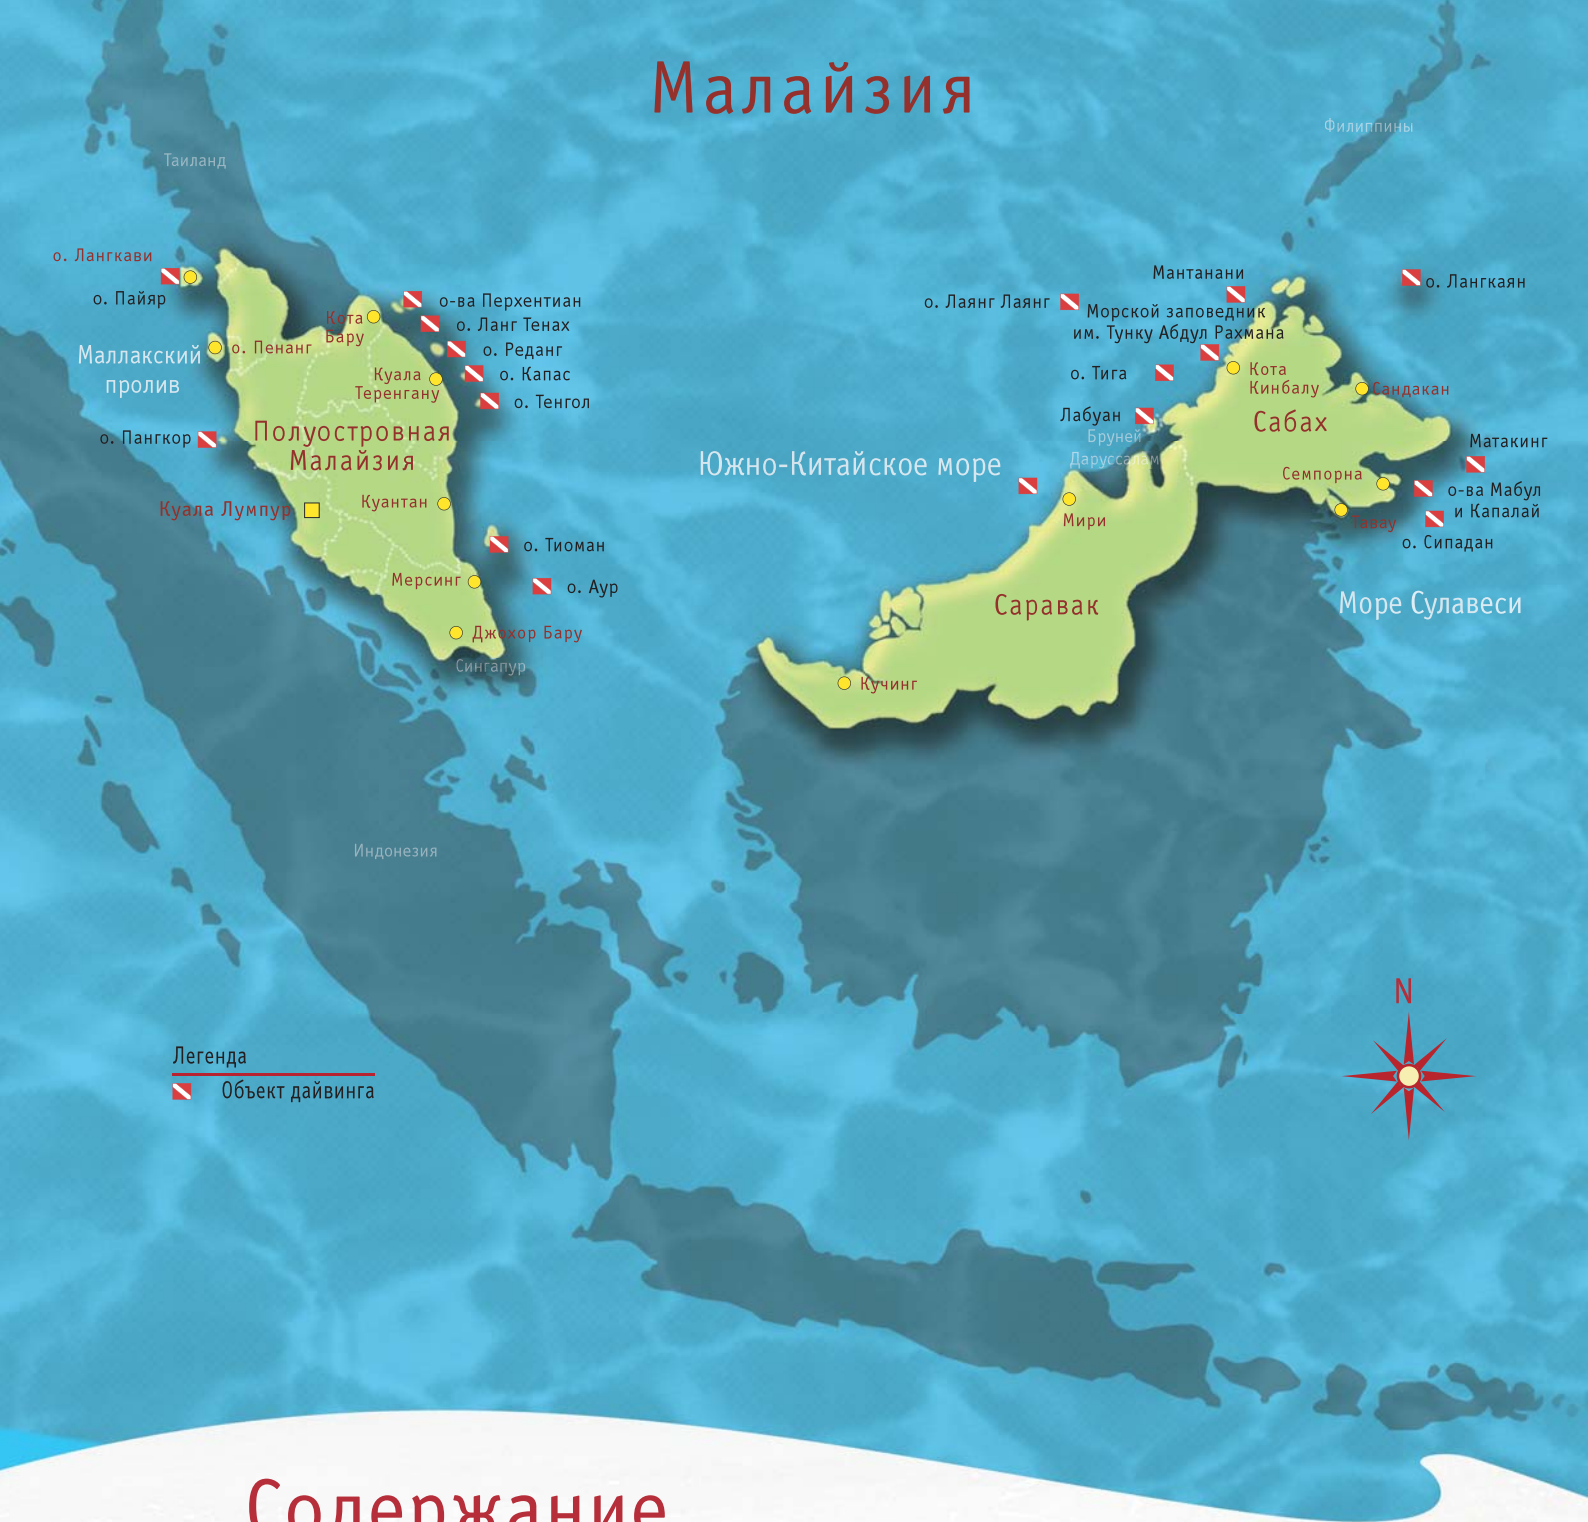 Малайзия
Филиппины
Таиланд
о. Лангкави
о. Пайяр
о-ва Перхентиан
о. Ланг Тенах
о. Реданг
о. Капас
о. Тенгол
Кота
Бару
о. Пенанг
Маллакский
пролив
Куала
Теренгану
о. Пангкор
Полуостровная
Малайзия
Куала Лумпур
Куантан
о. Тиоман
Мерсинг
о. Аур
Джохор Бару
Сингапур
Мантанани
о. Лангкаян
о. Лаянг Лаянг
Морской заповедник
им. Тунку Абдул Рахмана
о. Тига
Кота
Кинбалу
Сандакан
Лабуан
Сабах
Бруней
Даруссалам
Матакинг
Южно-Китайское море
Семпорна
о-ва Мабул
и Капалай
Мири
Тавау
о. Сипадан
Саравак
Море Сулавеси
Кучинг
Индонезия
N
Легенда
Объект дайвинга
Содержание